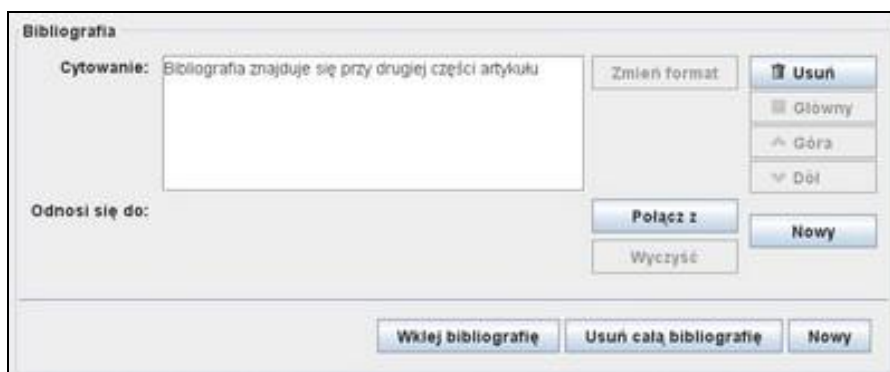 Bibliografia
Cytowanie: Bibliografia znajduje się przy drugiej części artykułu Zmień format Usuń
Główny
Góra
Dół
Odnosi się do: Połącz z Nowy
Wyczyść
Wklej bibliografię Usuń całą bibliografię Nowy